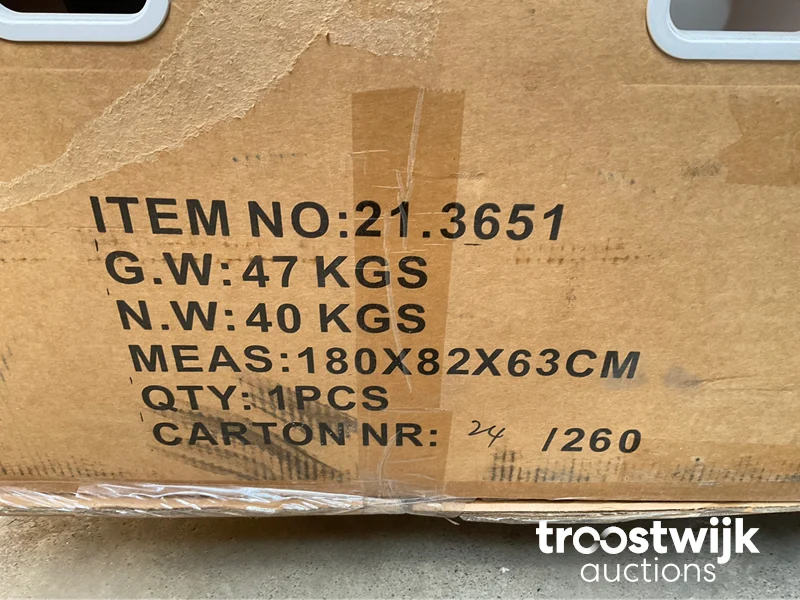 ITEM NO:21.3651
G.W:47 KGS
N.W:40 KGS
MEAS:180X82X63CM
QTY: 1PCS
CARTON NR: 24 /260
troostwijk
auctions